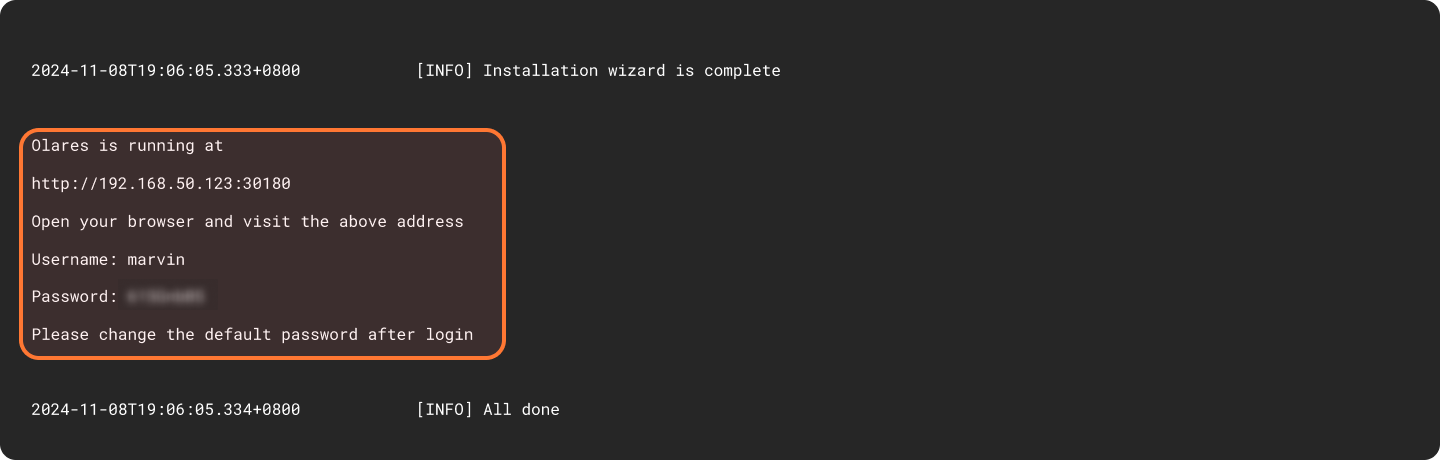 2024-11-08T19:06:05.333+0800 [INFO] Installation wizard is complete
Olares is running at
http://192.168.50.123:30180
Open your browser and visit the above address
Username: marvin
Password:
Please change the default password after login
2024-11-08T19:06:05.334+0800 [INFO] All done